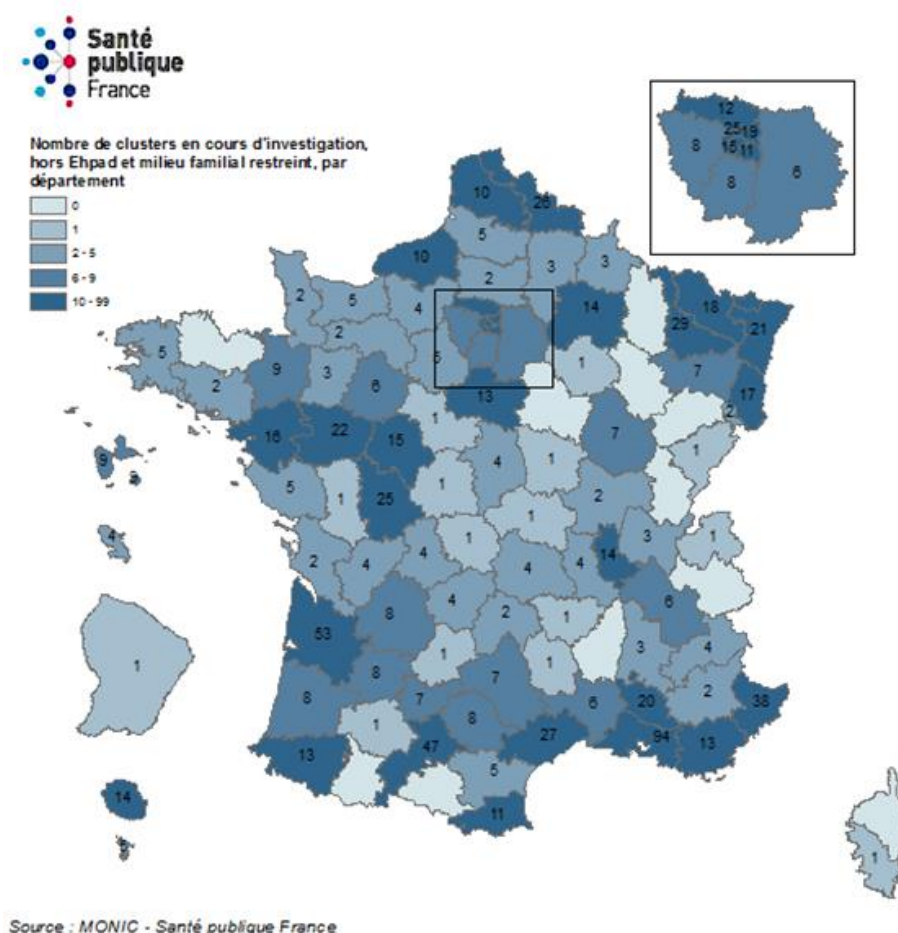 Santé
publique
France
Nombre de clusters en cours d'investigation,
hors Ehpad et milieu familial restreint, par
département
0
1
2 - 5
6 - 9
10 - 99
12
25 19
8 15 11 6
8
10 26
5
10
2 3 3
2 5 4 14 18
29 21
2
5 5 1 7
9 3 6 17
2 13
2
16 22 15 1 7 1
9 4 1
5 1 25 1 2
4 1
1 3 1
2 4 4 4 4 14
6
8 4 2 1
53 1 4
1 1 3
8 7 2
8 7 6 20 38
1 8
13 47 27 94 13
5
14 11
1
Source : MONIC - Santé publique France